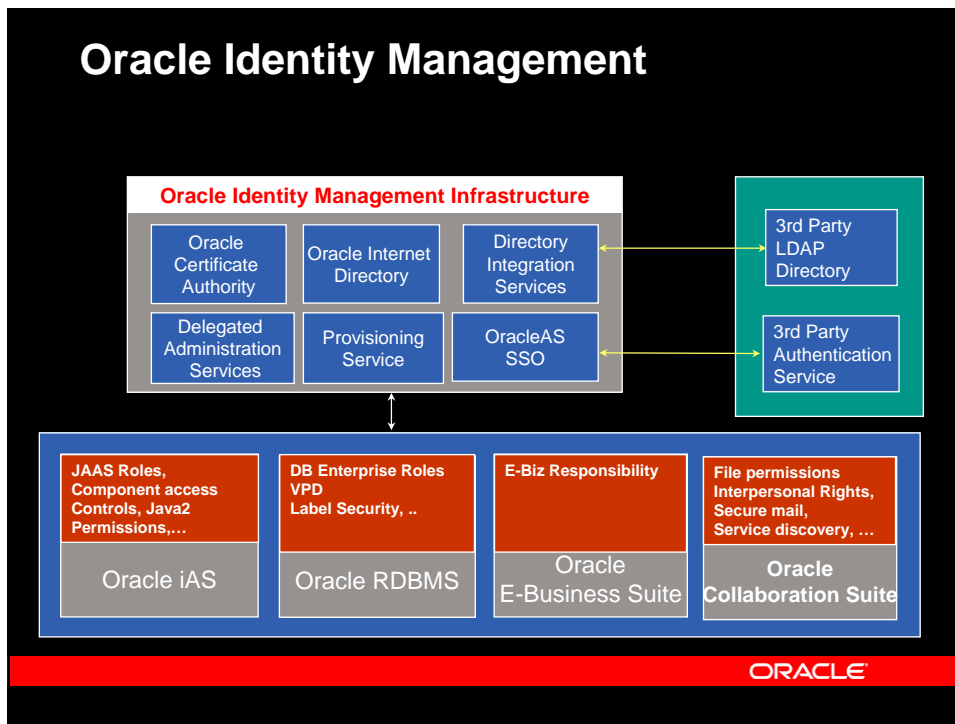 Oracle Identity Management
Oracle Identity Management Infrastructure
Oracle
Certificate
Authority
Oracle Internet
Directory
Directory
Integration
Services
Delegated
Administration
Services
Provisioning
Service
OracleAS
SSO
3rd Party
LDAP
Directory
3rd Party
Authentication
Service
JAAS Roles,
Component access
Controls, Java2
Permissions,…
Oracle iAS
DB Enterprise Roles
VPD
Label Security, ..
Oracle RDBMS
E-Biz Responsibility
Oracle
E-Business Suite
File permissions
Interpersonal Rights,
Secure mail,
Service discovery, …
Oracle
Collaboration Suite
ORACLE